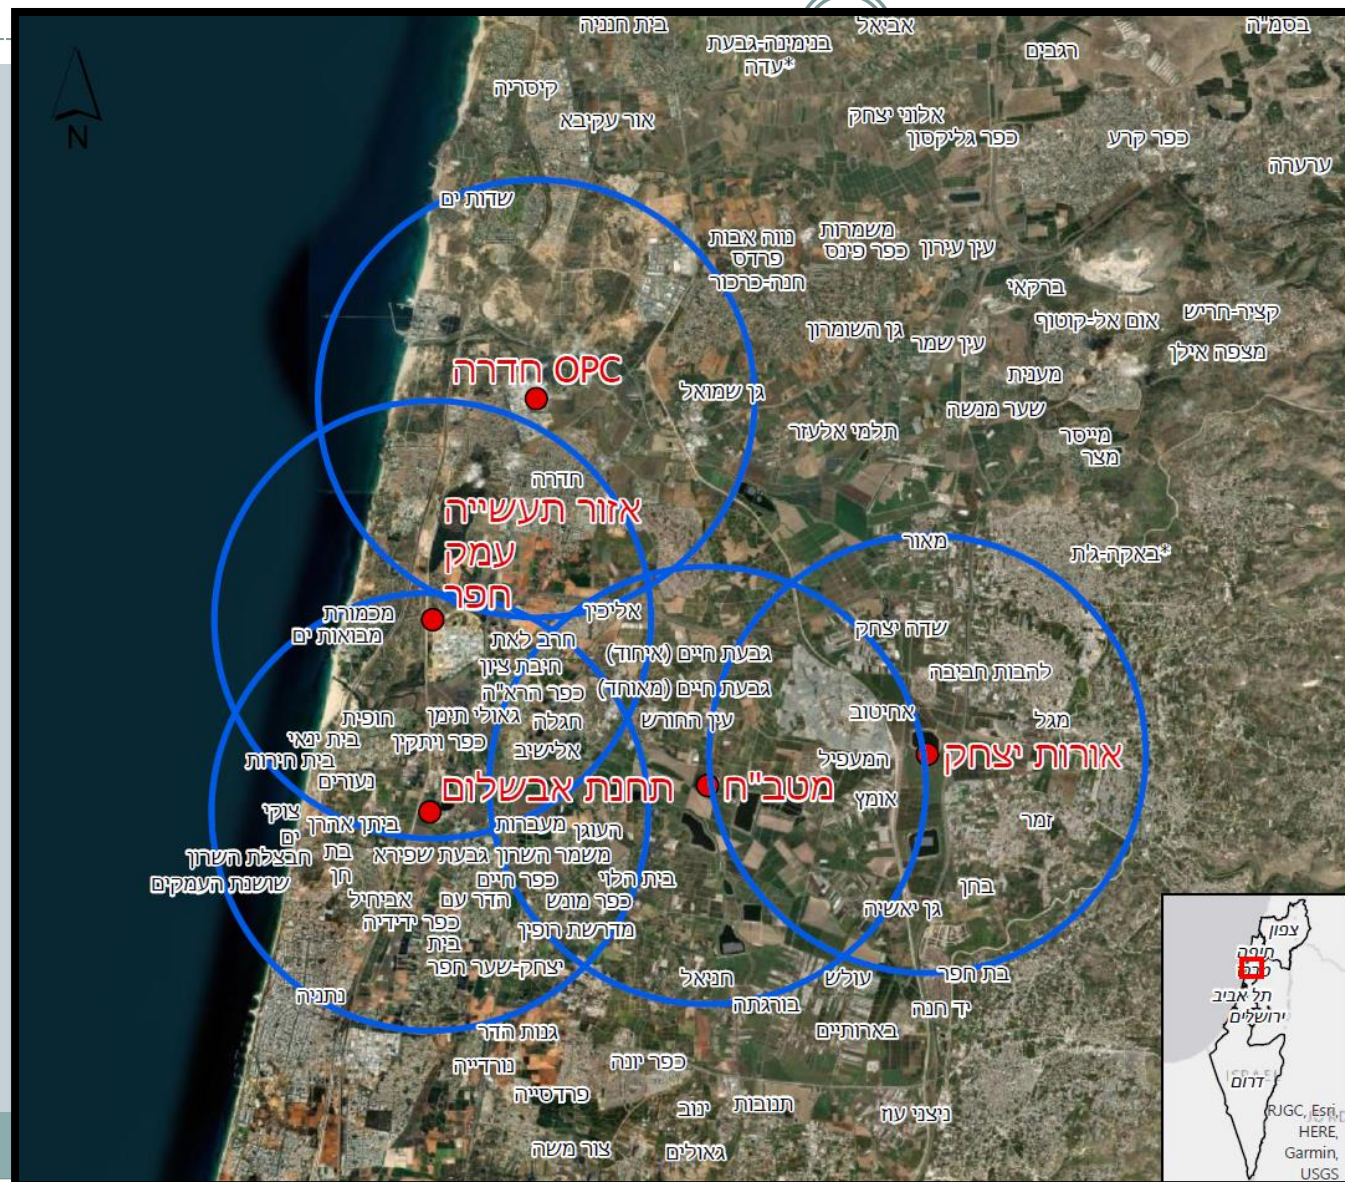 בית חנניה
אביאל
בסמ"ה
בנימינה-גבעת
עדה*
רגבים
קיסריה
אור עקיבא
אלוני יצחק
כפר גליקסון
כפר קרע
ערערה
N
שדות ים
נווה אבות
פרדס
חנה-כרכור
משמרות
כפר פינס
עין עירון
ברקאי
אום אל-קוטוף
קציר-חריש
מצפה אילן
גן השומרון
עין שמר
מענית
OPC חדרה
גן שמואל
שער מנשה
תלמי אלעזר
מייסר
מצר
חדרה
אזור תעשייה
עמק
חפר
מאור
באקה-ג'ת*
מכמורת
מבואות ים
אליכין
שדה יצחק
חרב לאת
גבעת חיים (איחוד)
חיבת ציון
להבות חביבה
כפר הרא"ה
גבעת חיים (מאוחד)
חופית
גאולי תימן
חגלה
עין החורש
אחיטוב
מגל
בית ינאי
כפר ויתקין
אלישיב
בית חירות
המעפיל
אורות יצחק
נעורים
תחנת אבשלום
מטב"ח
אומץ
צוקי
ים
ביתן אהרן
מעברות
העוגן
זמר
חבצלת השרון
בת
חן
משמר השרון
גבעת שפירא
שושנת העמקים
כפר חיים
בית הלוי
בחן
אביחיל
הדר עם
כפר מונש
גן יאשיה
כפר ידידיה
מדרשת רופין
בית
יצחק-שער חפר
חניאל
עולש
בת חפר
נתניה
בורגתה
יד חנה
גנות הדר
בארותיים
נורדייה
כפר יונה
פרדסייה
ינוב
תנובות
ניצני עוז
צור משה
גאולים
צפון
חיפה
תל אביב
ירושלים
דרום
ISRAEL
RJGC, Esri,
HERE,
Garmin,
USGS